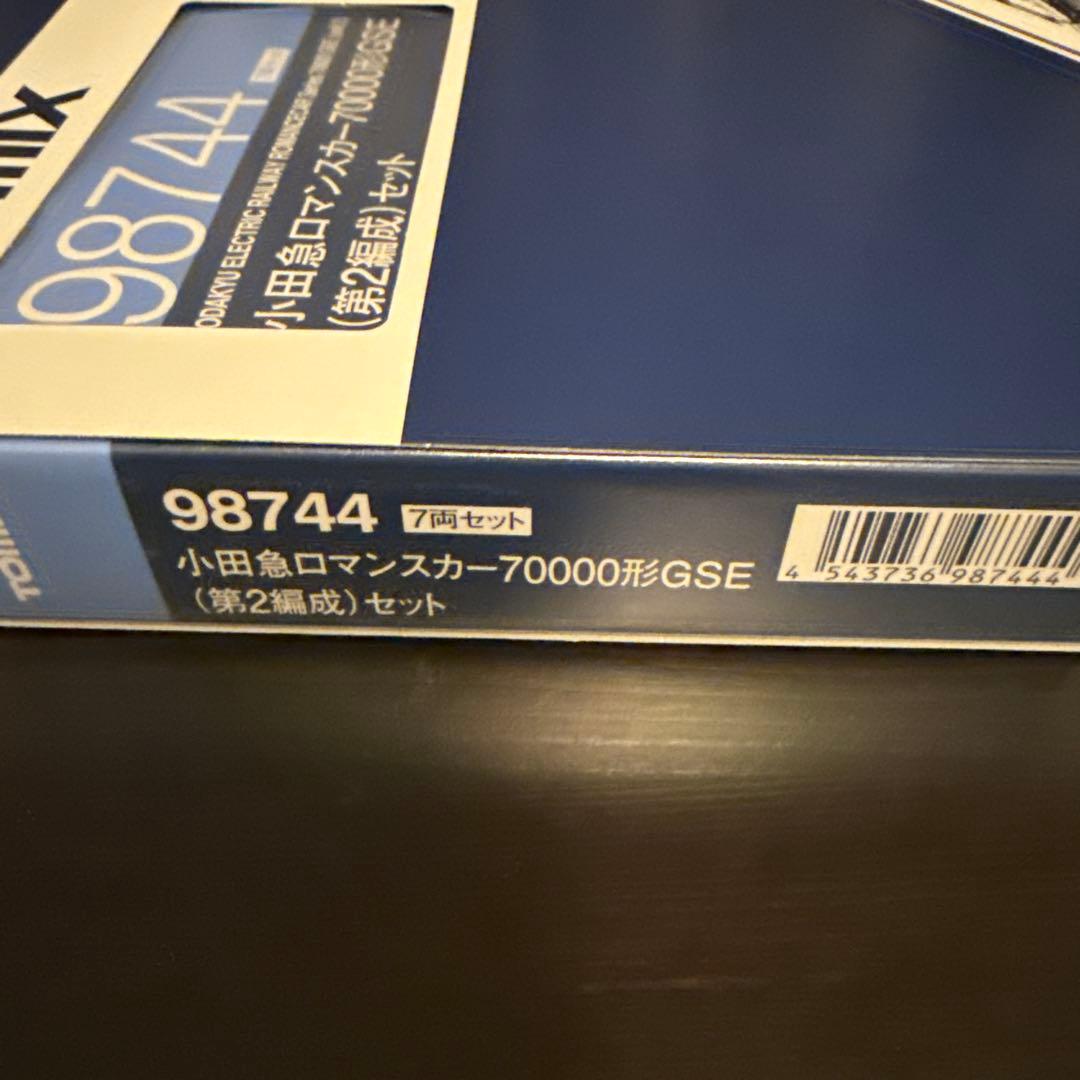 mix
98744
ODAKYU ELECTRIC RAILWAY ROMANCECAR
小田急ロマンスカー70000形GSE
(第2編成)セット
TOMI
98744 7両セット
小田急ロマンスカー70000形GSE
(第2編成)セット
4 543736 987444